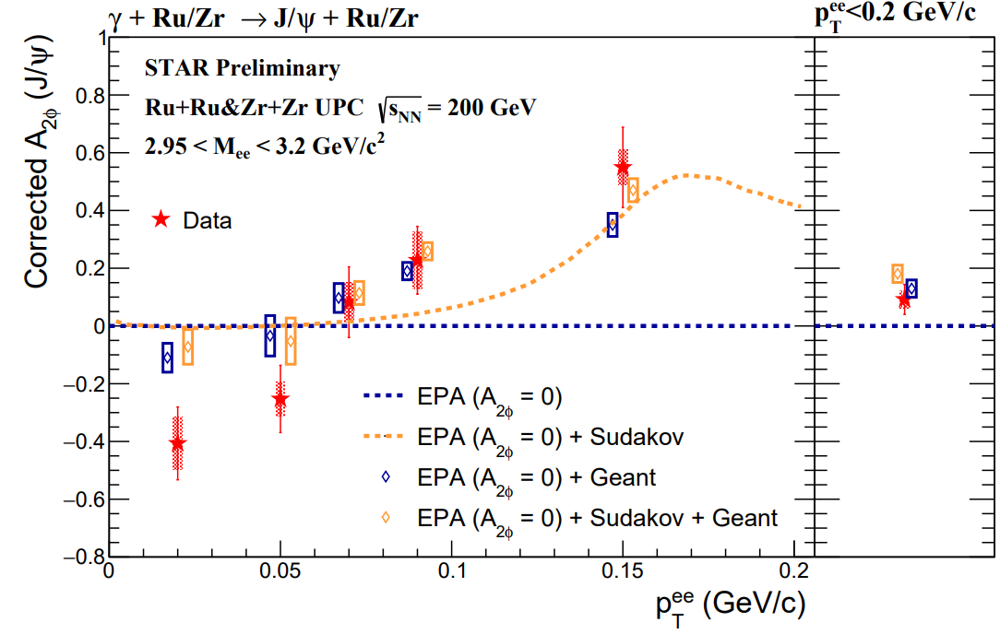 γ + Ru/Zr → J/ψ + Ru/Zr
p_T^ee<0.2 GeV/c
Corrected A_2ϕ (J/ψ)
STAR Preliminary
Ru+Ru&Zr+Zr UPC √s_NN = 200 GeV
2.95 < M_ee < 3.2 GeV/c²
Data
1
0.8
0.6
0.4
0.2
0
−0.2
−0.4
−0.6
−0.8
EPA (A_2ϕ = 0)
EPA (A_2ϕ = 0) + Sudakov
EPA (A_2ϕ = 0) + Geant
EPA (A_2ϕ = 0) + Sudakov + Geant
0 0.05 0.1 0.15 0.2
p_T^ee (GeV/c)